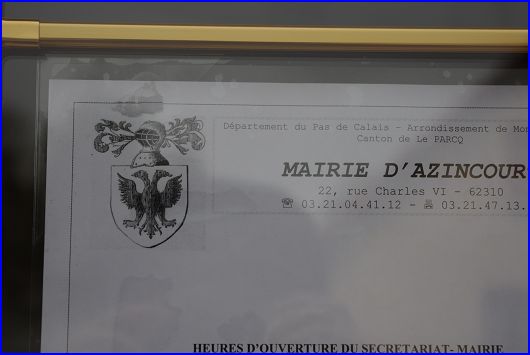 Département du Pas de Calais - Arrondissement de Mon
Canton de Le PARCQ
MAIRIE D'AZINCOUR
22, rue Charles VI - 62310
☎ 03.21.04.41.12 - 📠 03.21.47.13.
HEURES D'OUVERTURE DU SECRETARIAT- MAIRIE